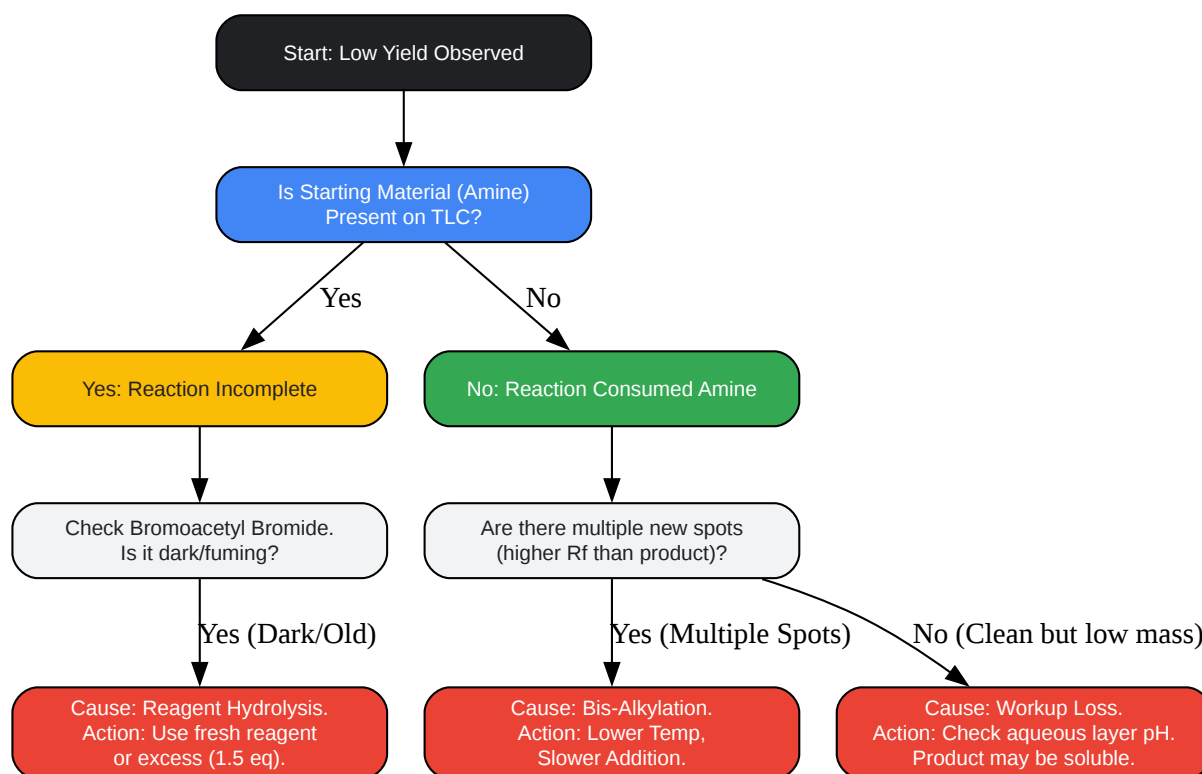 Start: Low Yield Observed
Is Starting Material (Amine)
Present on TLC?
Yes
No
Yes: Reaction Incomplete
No: Reaction Consumed Amine
Check Bromoacetyl Bromide.
Is it dark/fuming?
Are there multiple new spots
(higher Rf than product)?
Yes (Dark/Old)
Yes (Multiple Spots)
No (Clean but low mass)
Cause: Reagent Hydrolysis.
Action: Use fresh reagent
or excess (1.5 eq).
Cause: Bis-Alkylation.
Action: Lower Temp,
Slower Addition.
Cause: Workup Loss.
Action: Check aqueous layer pH.
Product may be soluble.